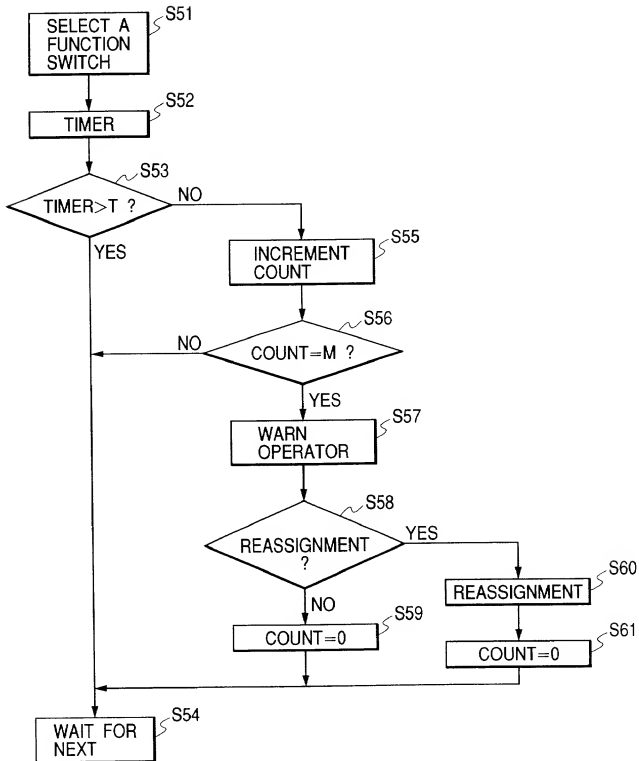 S51
SELECT A
FUNCTION
SWITCH
S52
TIMER
S53
TIMER>T ?
NO
YES
S55
INCREMENT
COUNT
S56
COUNT=M ?
NO
YES
S57
WARN
OPERATOR
S58
REASSIGNMENT
?
YES
NO
S60
REASSIGNMENT
S59
COUNT=0
S61
COUNT=0
S54
WAIT FOR
NEXT